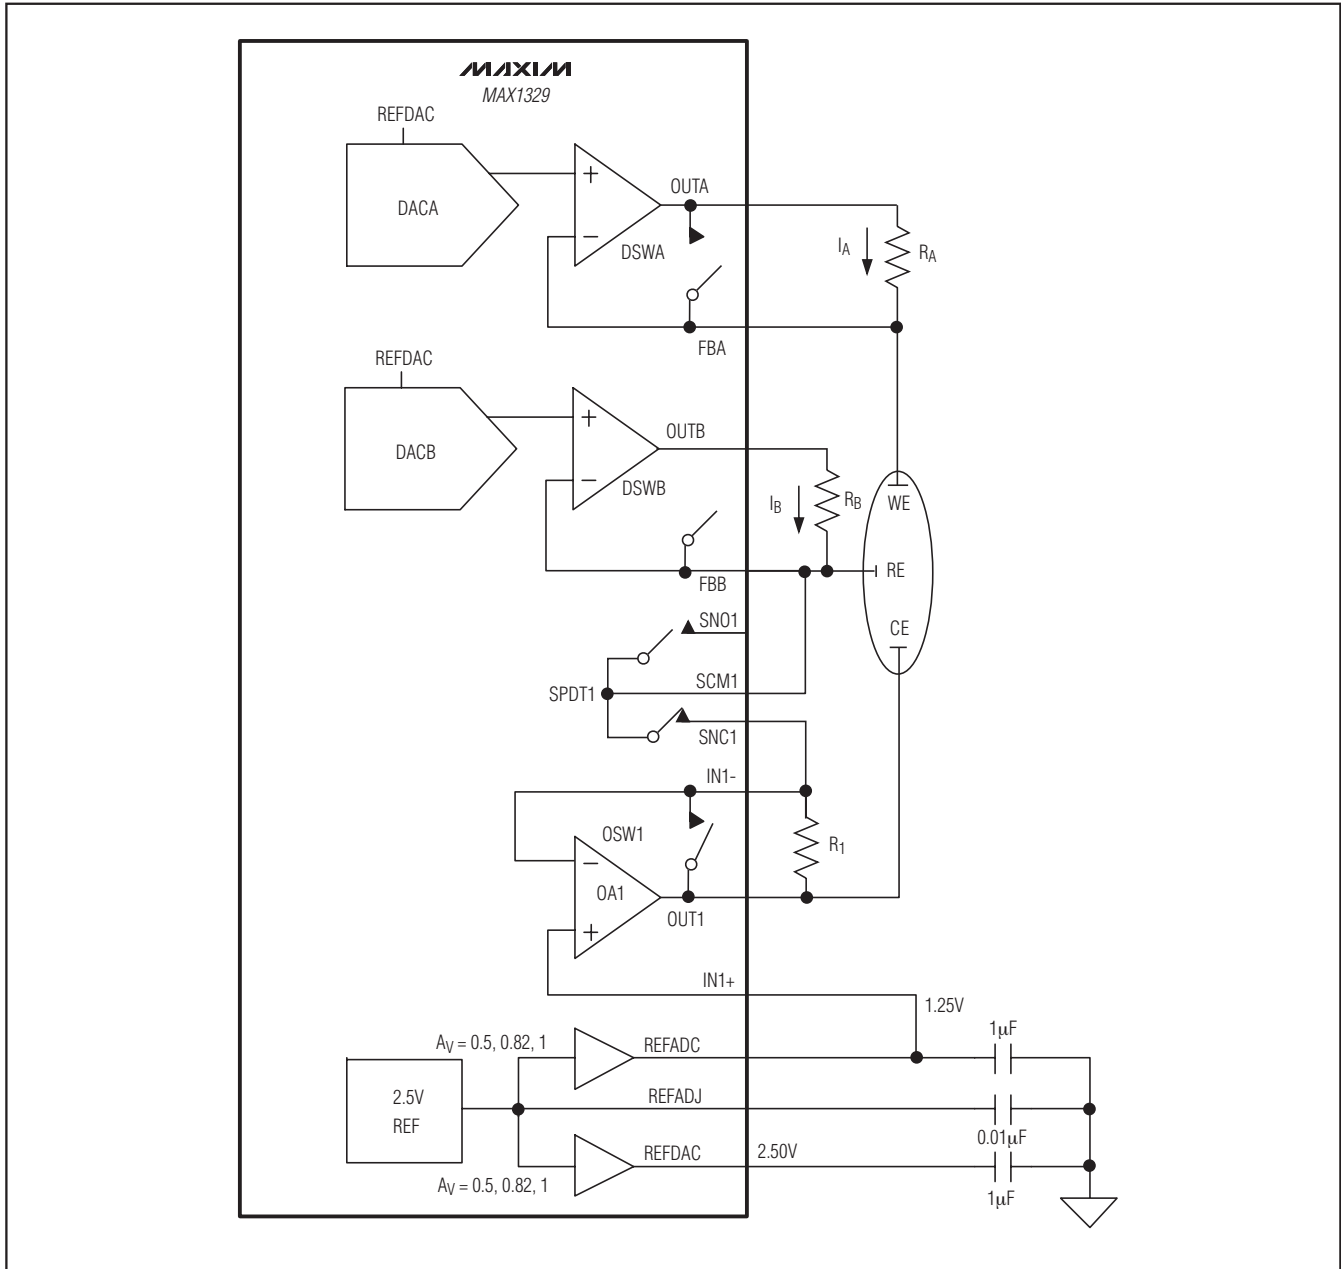 MAXIM
MAX1329
REFDAC
DACA
+
−
DSWA
OUTA
IA
RA
FBA
REFDAC
DACB
+
−
DSWB
OUTB
IB
RB
WE
FBB
RE
SNO1
CE
SPDT1
SCM1
SNC1
IN1-
OSW1
−
OA1
+
R1
OUT1
IN1+
1.25V
1µF
AV = 0.5, 0.82, 1
REFADC
2.5V
REF
REFADJ
0.01µF
REFDAC
2.50V
AV = 0.5, 0.82, 1
1µF